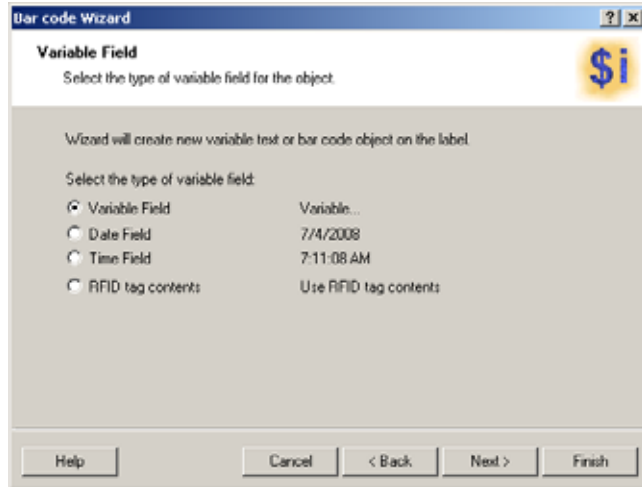 Bar code Wizard
Variable Field
Select the type of variable field for the object.
$i
Wizard will create new variable text or bar code object on the label.
Select the type of variable field:
Variable Field Variable...
Date Field 7/4/2008
Time Field 7:11:08 AM
RFID tag contents Use RFID tag contents
Help Cancel < Back Next > Finish